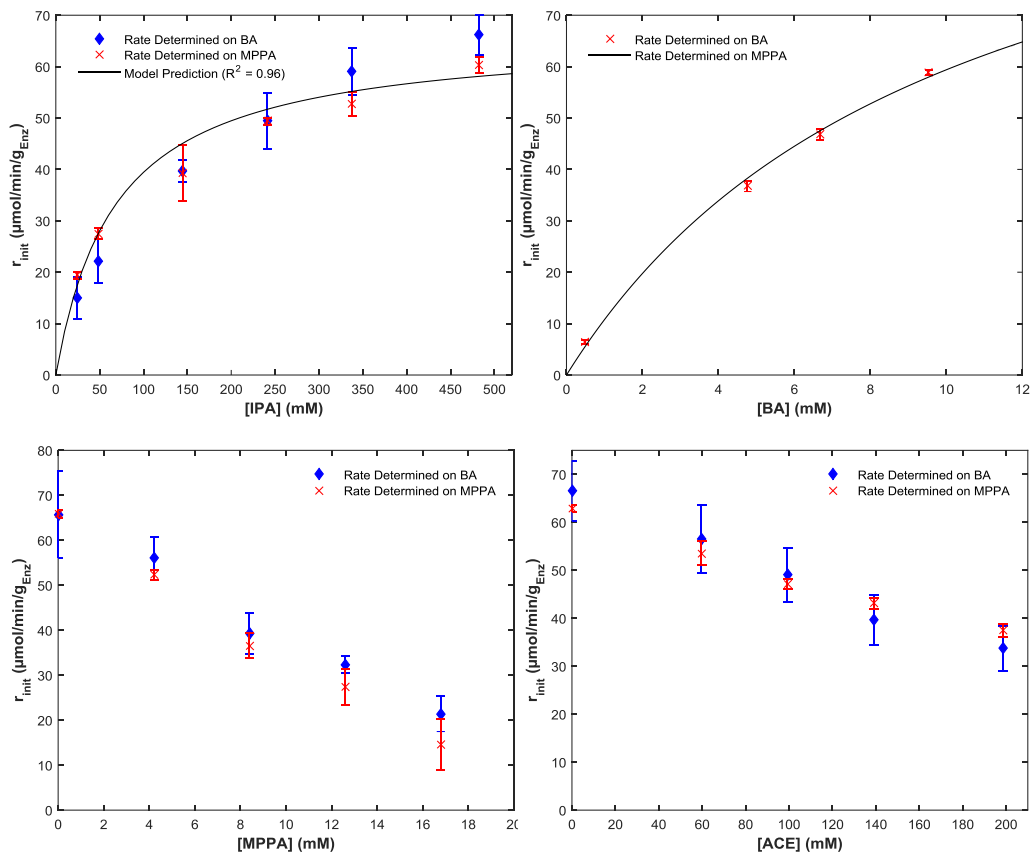 70
60
50
40
30
20
10
0
r_init (µmol/min/g_Enz)
Rate Determined on BA
Rate Determined on MPPA
Model Prediction (R² = 0.96)
0 50 100 150 200 250 300 350 400 450 500
[IPA] (mM)
70
60
50
40
30
20
10
0
r_init (µmol/min/g_Enz)
Rate Determined on BA
Rate Determined on MPPA
0 2 4 6 8 10 12
[BA] (mM)
80
70
60
50
40
30
20
10
0
r_init (µmol/min/g_Enz)
Rate Determined on BA
Rate Determined on MPPA
0 2 4 6 8 10 12 14 16 18 20
[MPPA] (mM)
70
60
50
40
30
20
10
0
r_init (µmol/min/g_Enz)
Rate Determined on BA
Rate Determined on MPPA
0 20 40 60 80 100 120 140 160 180 200
[ACE] (mM)